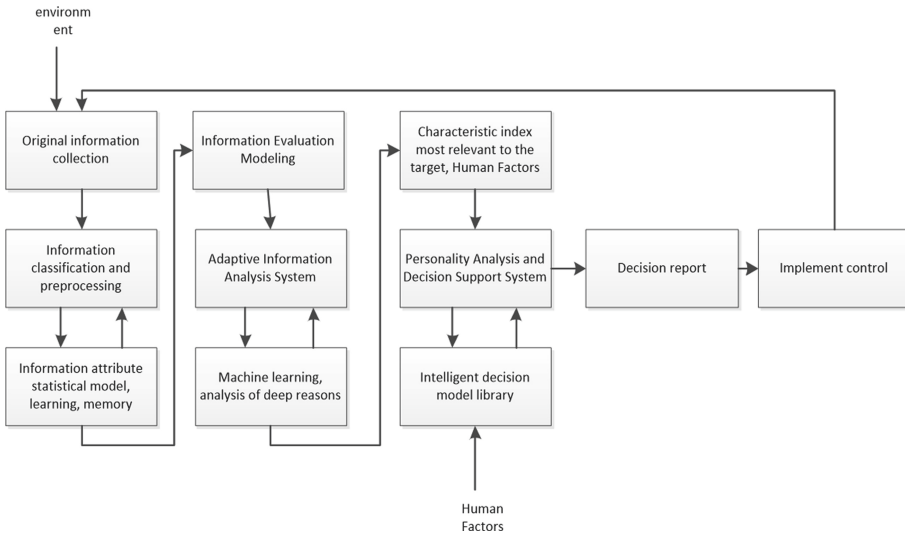 environm
ent
Original information
collection
Information
classification and
preprocessing
Information attribute
statistical model,
learning, memory
Information Evaluation
Modeling
Adaptive Information
Analysis System
Machine learning,
analysis of deep reasons
Characteristic index
most relevant to the
target, Human Factors
Personality Analysis and
Decision Support System
Intelligent decision
model library
Human
Factors
Decision report
Implement control